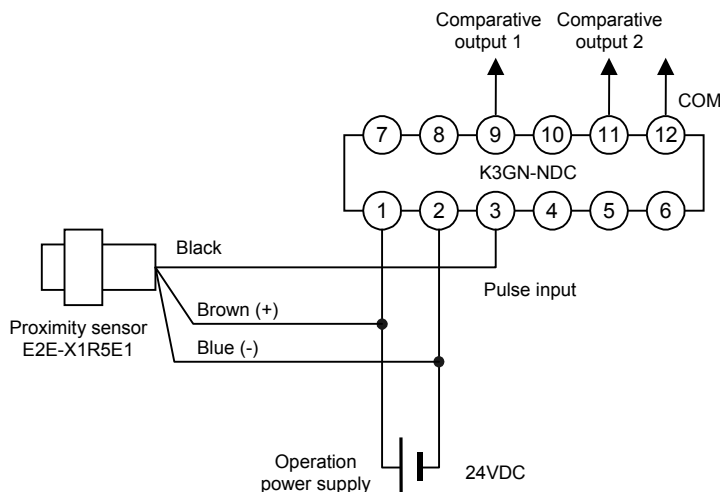 Comparative
output 1
Comparative
output 2
COM
7 8 9 10 11 12
K3GN-NDC
1 2 3 4 5 6
Black
Pulse input
Brown (+)
Proximity sensor
E2E-X1R5E1
Blue (-)
Operation
power supply
24VDC